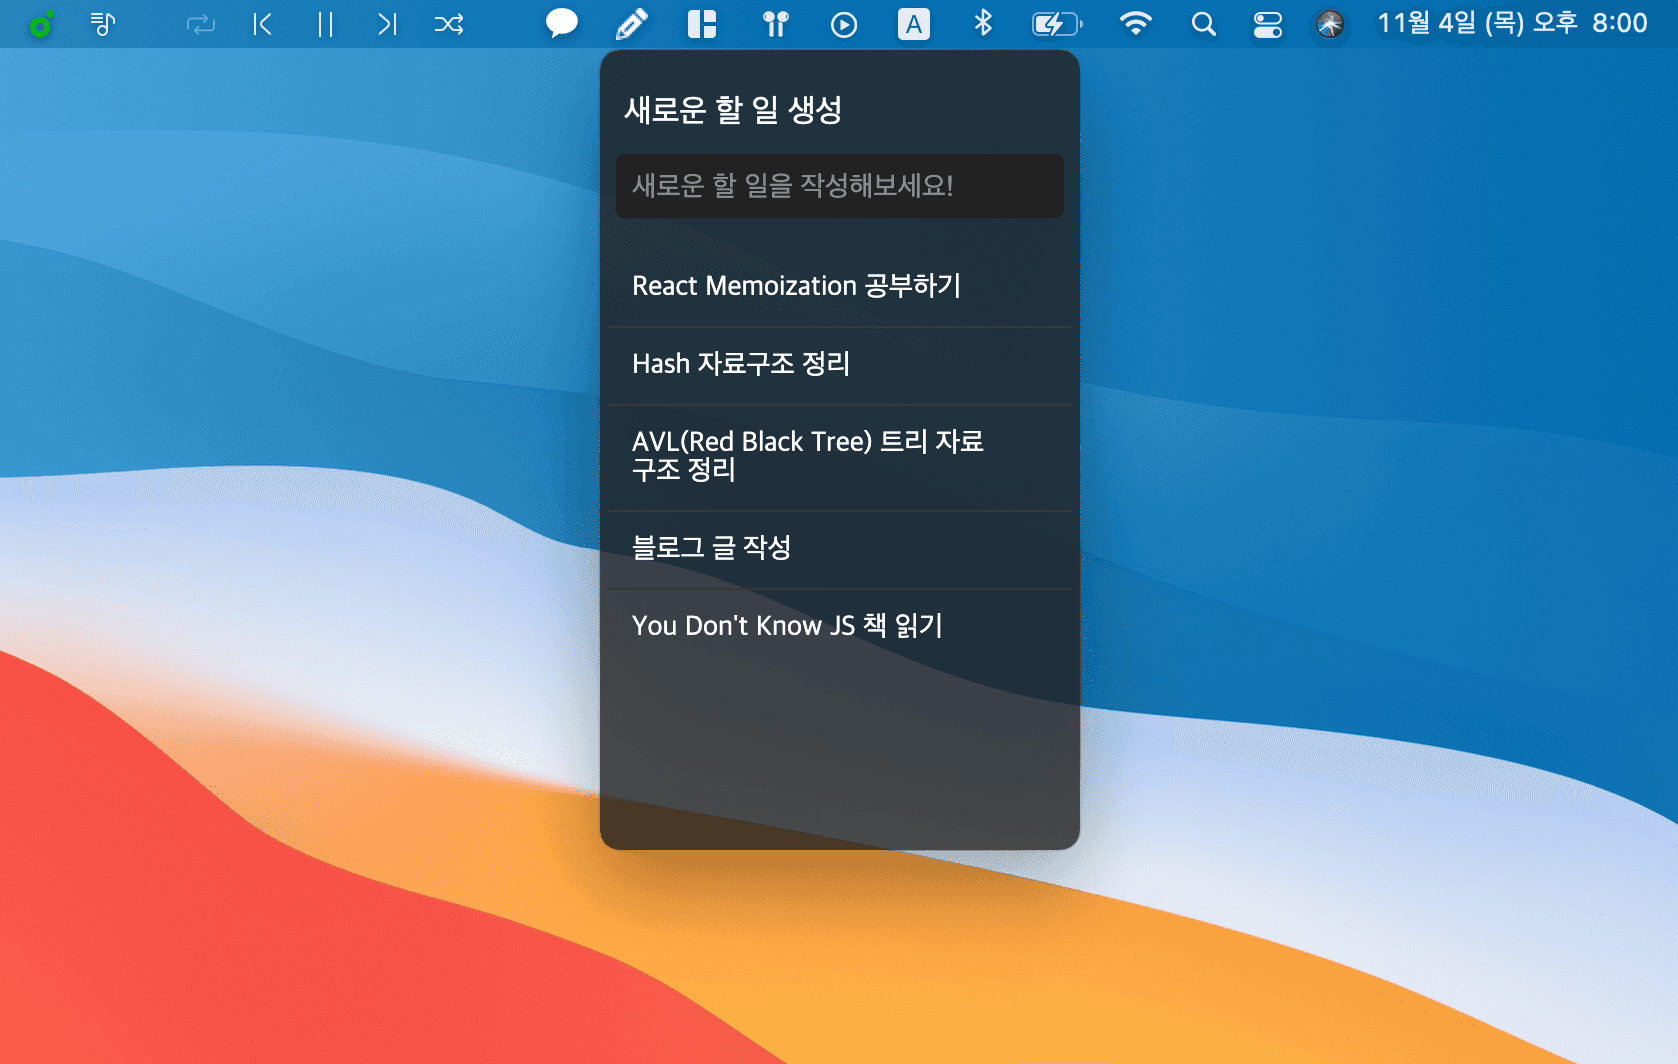 A
11월 4일 (목) 오후 8:00
새로운 할 일 생성
새로운 할 일을 작성해보세요!
React Memoization 공부하기
Hash 자료구조 정리
AVL(Red Black Tree) 트리 자료
구조 정리
블로그 글 작성
You Don't Know JS 책 읽기